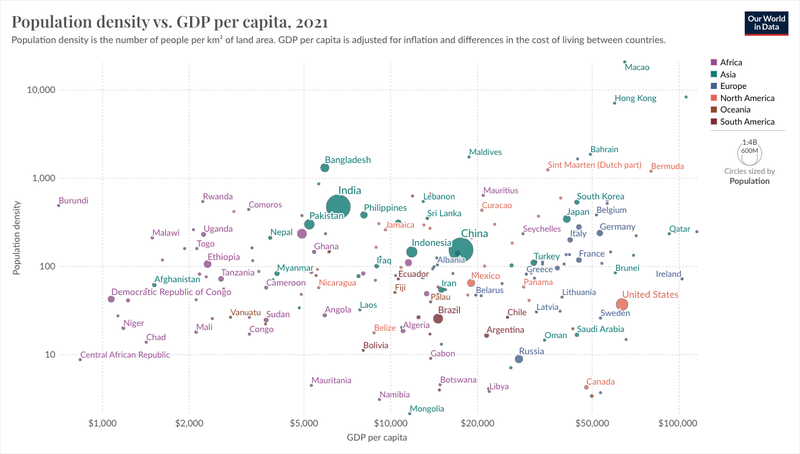 Population density vs. GDP per capita, 2021
Our World
in Data
Population density is the number of people per km² of land area. GDP per capita is adjusted for inflation and differences in the cost of living between countries.
Africa
Asia
Europe
North America
Oceania
South America
1:4B
600M
Circles sized by
Population
Population density
10,000
1,000
100
10
Macao
Hong Kong
Bahrain
Maldives
Bangladesh
Sint Maarten (Dutch part)
Bermuda
Burundi
Rwanda
Comoros
India
Lebanon
Mauritius
South Korea
Philippines
Curacao
Japan
Belgium
Pakistan
Sri Lanka
Malawi
Uganda
Nepal
Jamaica
China
Seychelles
Italy
Germany
Qatar
Togo
Ghana
Indonesia
Ethiopia
Iraq
Albania
Turkey
France
Myanmar
Greece
Brunei
Afghanistan
Tanzania
Cameroon
Nicaragua
Ecuador
Iran
Mexico
Panama
Ireland
Democratic Republic of Congo
Fiji
Palau
Belarus
Lithuania
United States
Vanuatu
Sudan
Angola
Laos
Brazil
Chile
Latvia
Sweden
Niger
Mali
Congo
Belize
Algeria
Argentina
Oman
Saudi Arabia
Chad
Bolivia
Central African Republic
Gabon
Russia
Mauritania
Botswana
Libya
Canada
Namibia
Mongolia
$1,000
$2,000
$5,000
$10,000
$20,000
$50,000
$100,000
GDP per capita